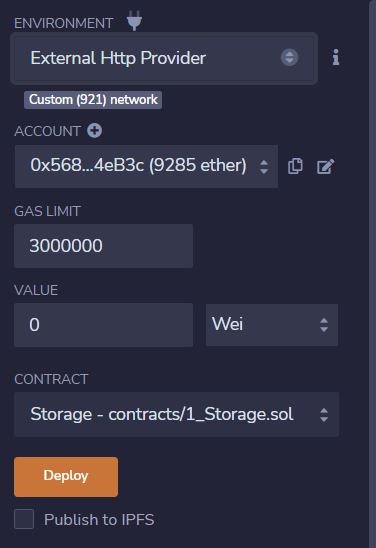 ENVIRONMENT
External Http Provider
Custom (921) network
ACCOUNT
0x568...4eB3c (9285 ether)
GAS LIMIT
3000000
VALUE
0 Wei
CONTRACT
Storage - contracts/1_Storage.sol
Deploy
Publish to IPFS